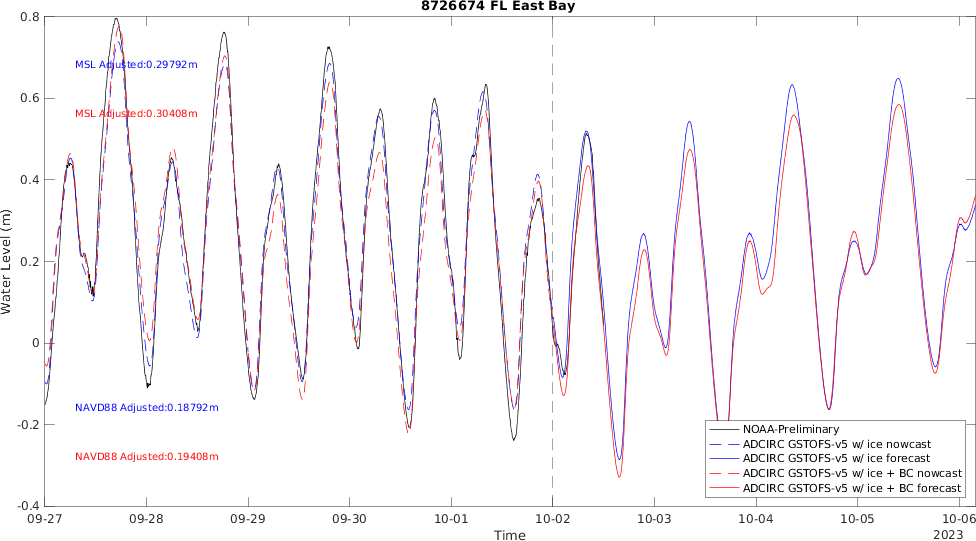 8726674 FL East Bay
0.8
0.6
0.4
0.2
0
-0.2
-0.4
Water Level (m)
MSL Adjusted:0.29792m
MSL Adjusted:0.30408m
NAVD88 Adjusted:0.18792m
NAVD88 Adjusted:0.19408m
NOAA-Preliminary
ADCIRC GSTOFS-v5 w/ ice nowcast
ADCIRC GSTOFS-v5 w/ ice forecast
ADCIRC GSTOFS-v5 w/ ice + BC nowcast
ADCIRC GSTOFS-v5 w/ ice + BC forecast
09-27 09-28 09-29 09-30 10-01 10-02 10-03 10-04 10-05 10-06
Time
2023